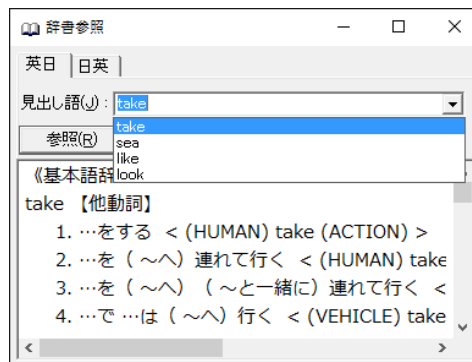 辞書参照
英日 日英
見出し語(J) : take
参照(R)
take
sea
like
look
《基本語辞
take 【他動詞】
1. …をする < (HUMAN) take (ACTION) >
2. …を ( ～へ) 連れて行く < (HUMAN) take
3. …を ( ～へ) ( ～と一緒に) 連れて行く <
4. …で …は ( ～へ) 行く < (VEHICLE) take